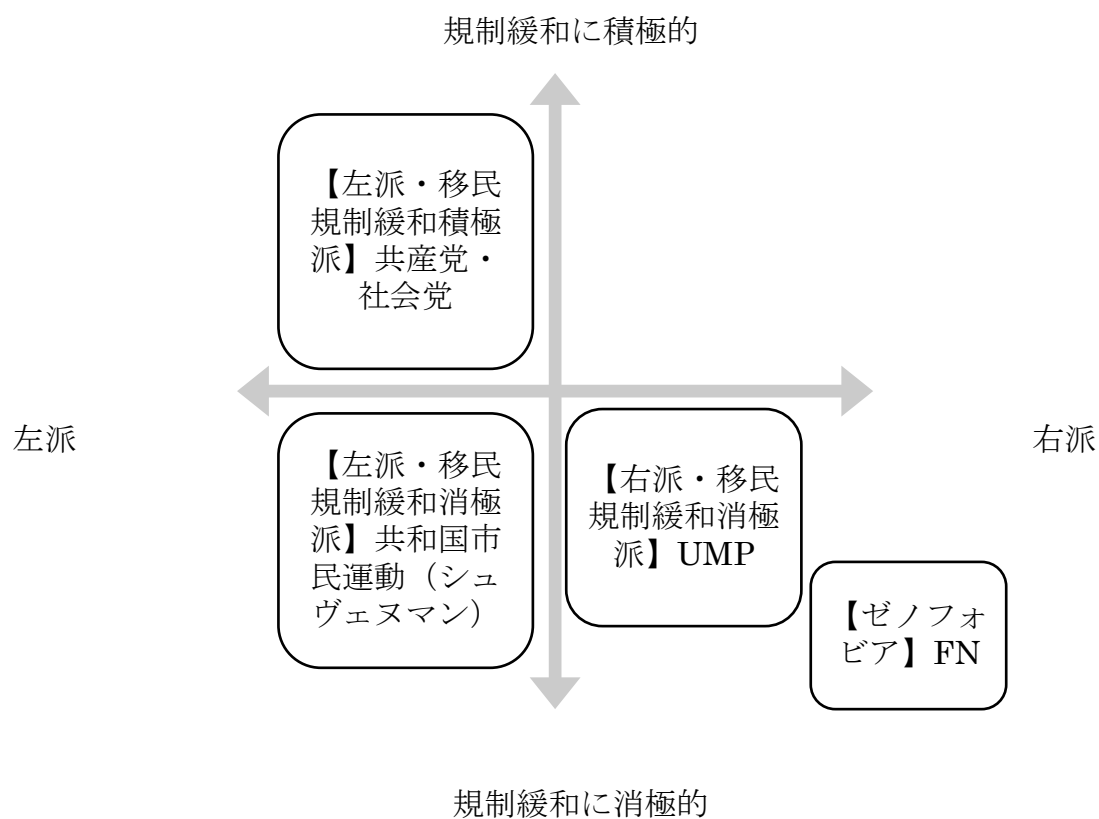 規制緩和に積極的
【左派・移民
規制緩和積極
派】共産党・
社会党
左派
右派
【左派・移民
規制緩和消極
派】共和国市
民運動（シュ
ヴェヌマン）
【右派・移民
規制緩和消極
派】UMP
【ゼノフォ
ビア】FN
規制緩和に消極的